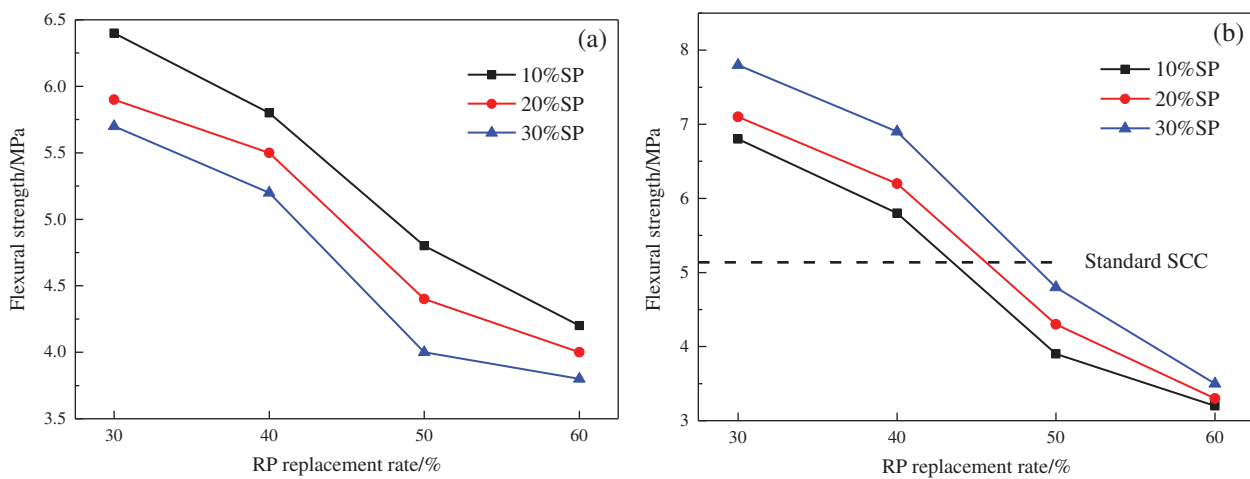 (a)
6.5
6.0
5.5
5.0
4.5
4.0
3.5
Flexural strength/MPa
10%SP
20%SP
30%SP
30 40 50 60
RP replacement rate/%
(b)
8
7
6
5
4
3
Flexural strength/MPa
10%SP
20%SP
30%SP
Standard SCC
30 40 50 60
RP replacement rate/%